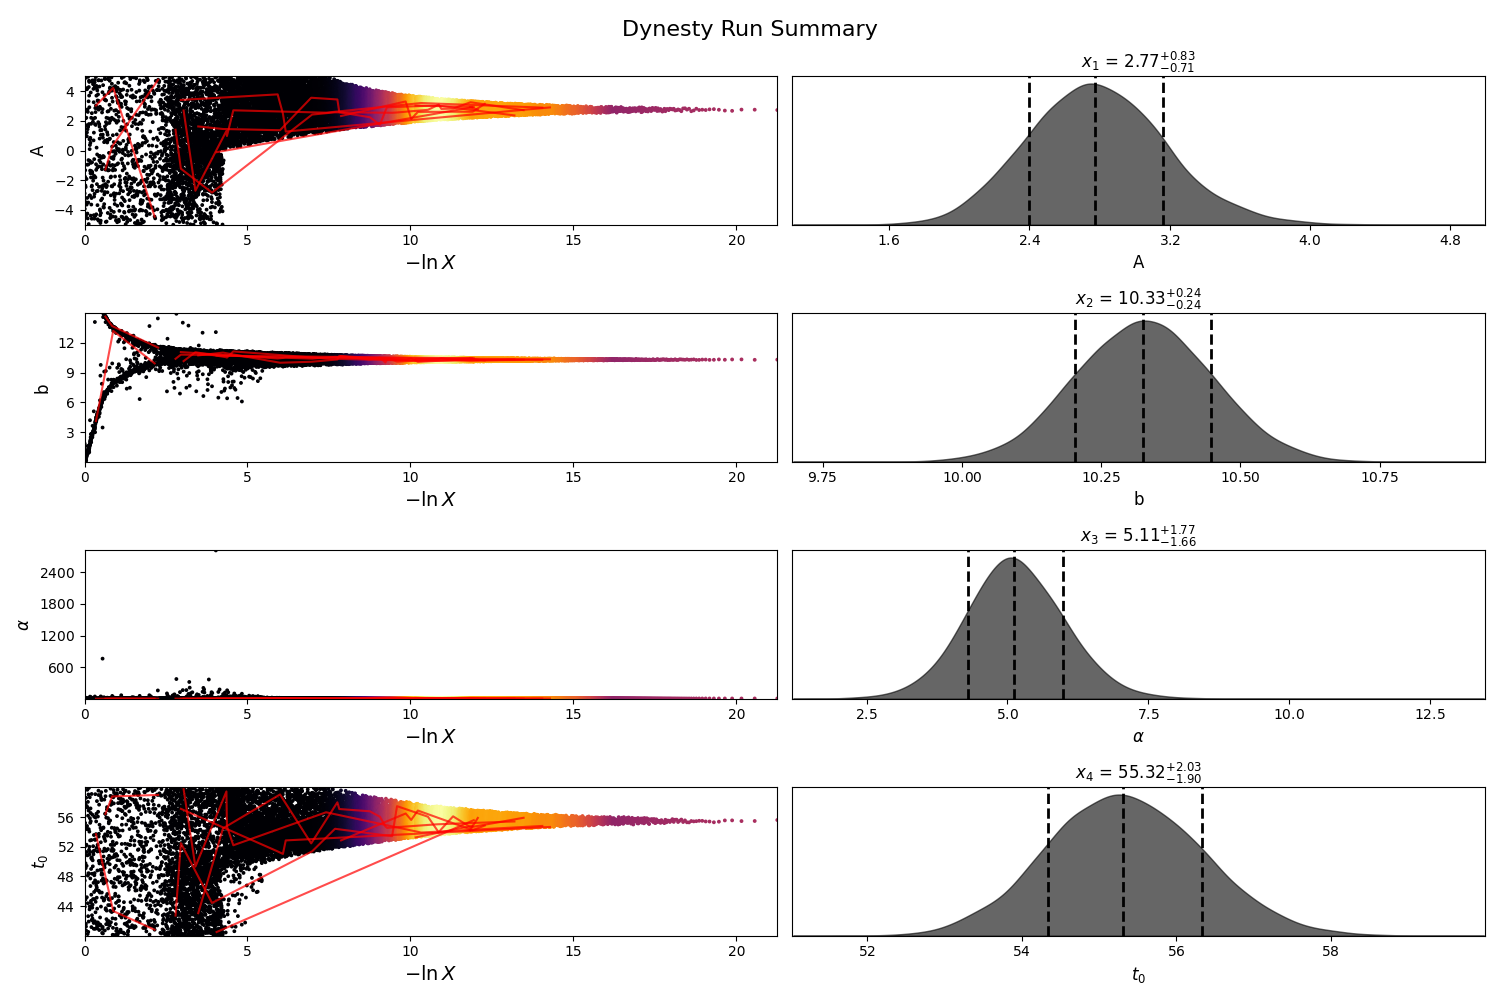 Dynesty Run Summary
x₁ = 2.77 +0.83 −0.71
4
2
0
−2
−4
A
0 5 10 15 20
−ln X
1.6 2.4 3.2 4.0 4.8
A
x₂ = 10.33 +0.24 −0.24
12
9
6
3
b
0 5 10 15 20
−ln X
9.75 10.00 10.25 10.50 10.75
b
x₃ = 5.11 +1.77 −1.66
2400
1800
1200
600
α
0 5 10 15 20
−ln X
2.5 5.0 7.5 10.0 12.5
α
x₄ = 55.32 +2.03 −1.90
56
52
48
44
t₀
0 5 10 15 20
−ln X
52 54 56 58
t₀